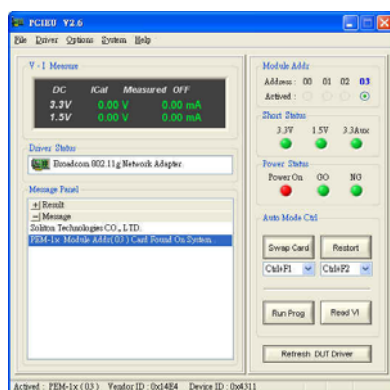 PCIEU V2.6
File Driver Options System Help
V - I Measure
DC ICal Measured OFF
3.3V 0.00 V 0.00 mA
1.5V 0.00 V 0.00 mA
Driver Status
Broadcom 802.11g Network Adapter
Message Panel
+| Result
—| Message
Soliton Technologies CO., LTD.
PEM-1x Module Addr( 03 ) Card Found On System...
Module Addr
Address : 00 01 02 03
Actived :
Short Status
3.3V 1.5V 3.3Aux
Power Status
Power On GO NG
Auto Mode Ctrl
Swap Card Restort
Ctrl+F1 Ctrl+F2
Run Prog Read VI
Refresh DUT Driver
Actived : PEM-1x ( 03 ) Vendor ID : 0x14E4 Device ID : 0x4311